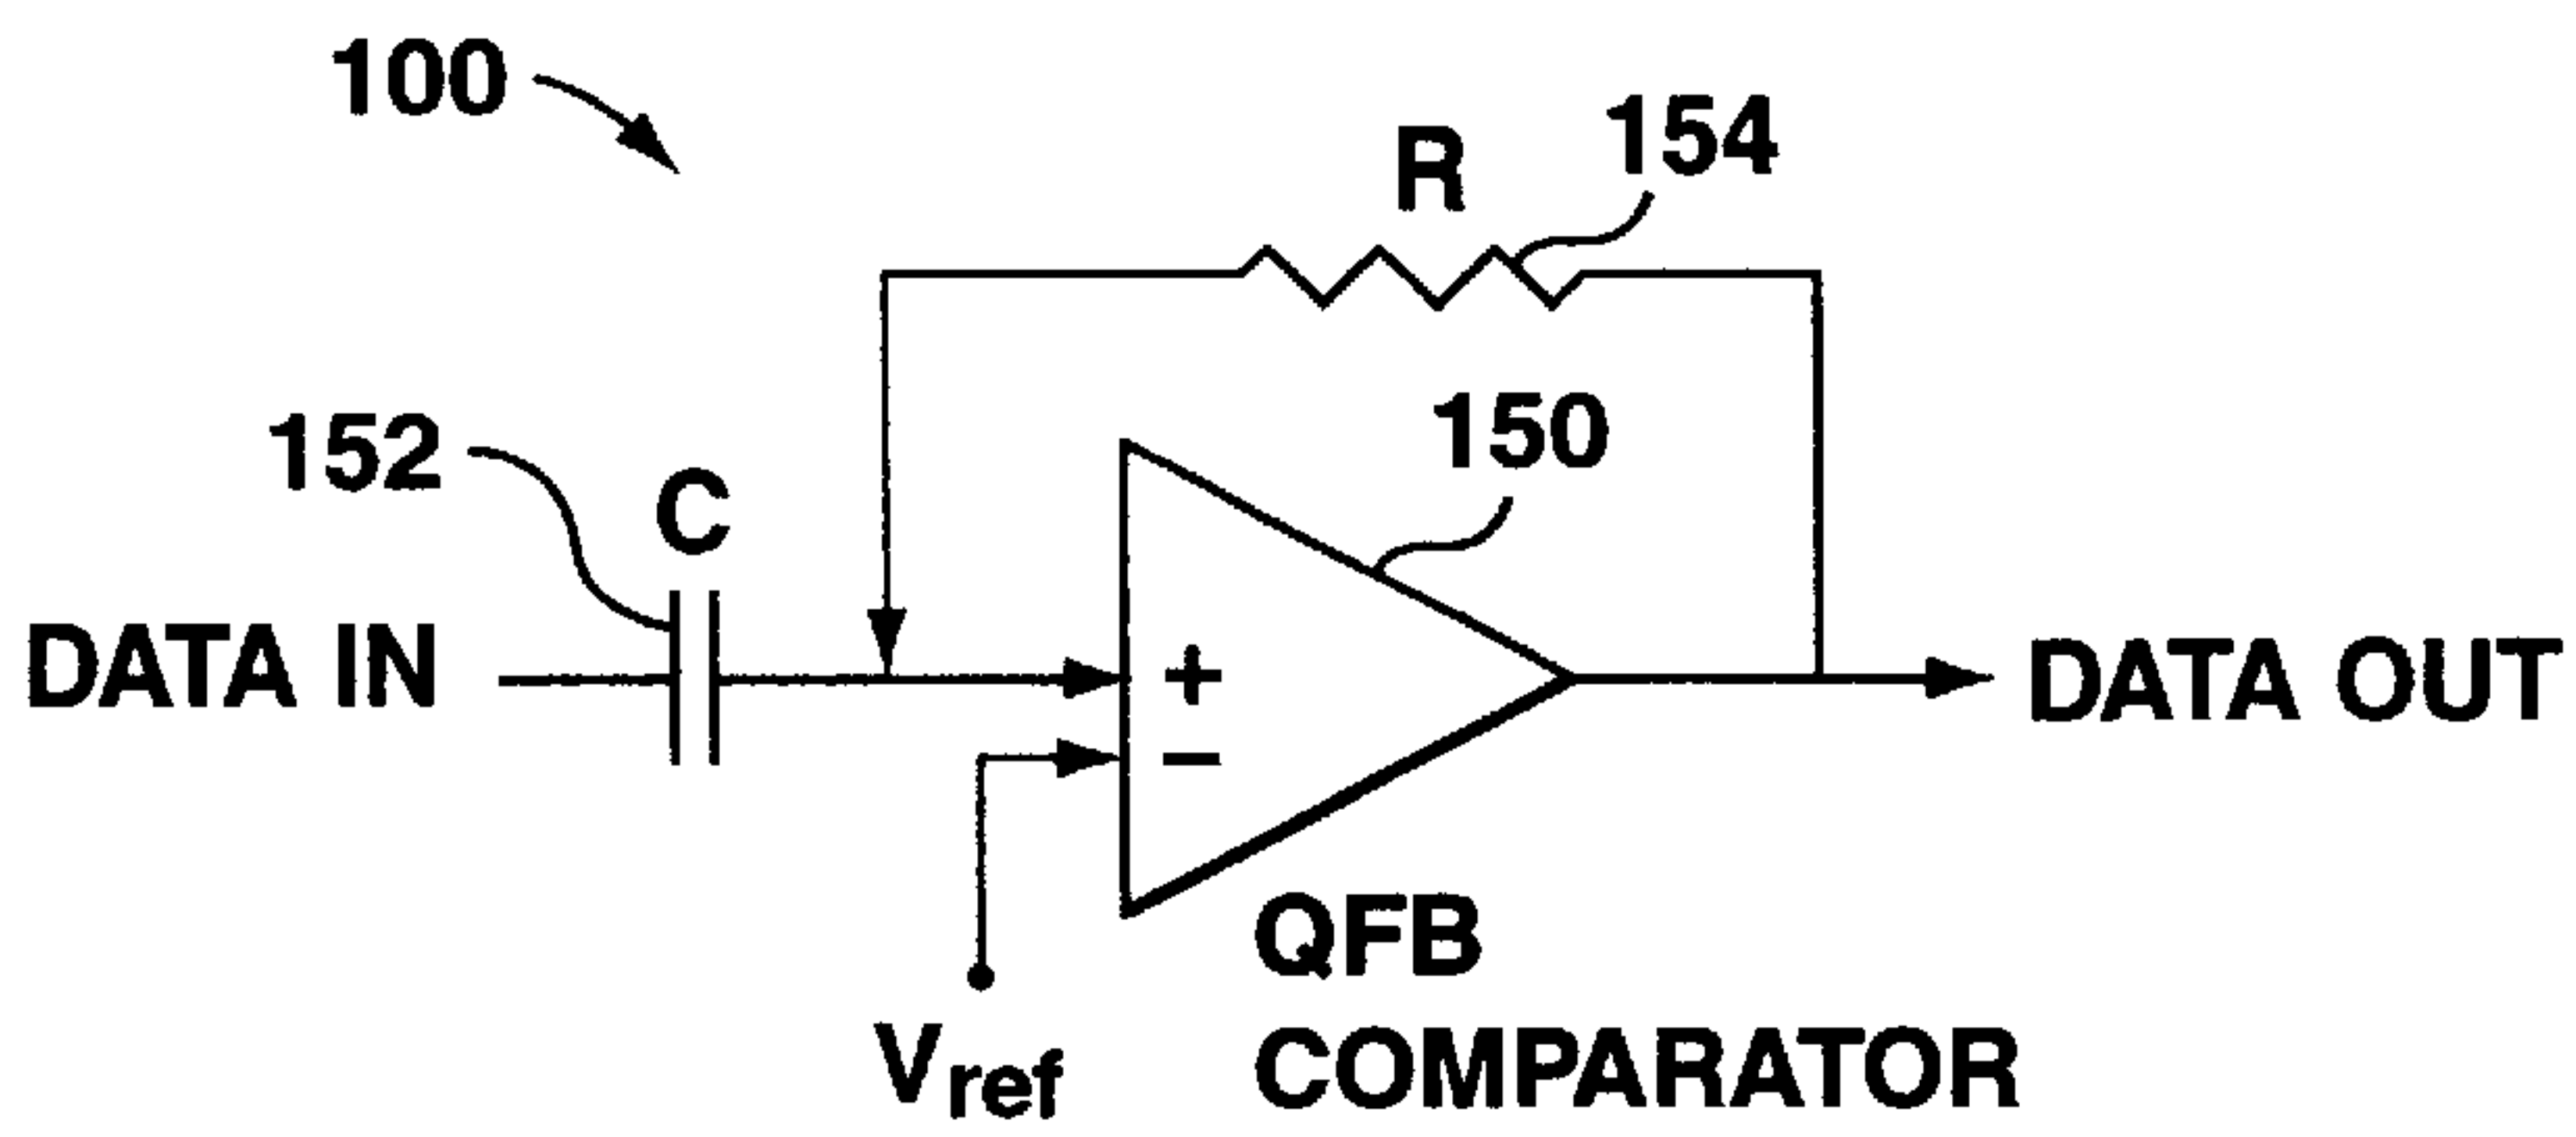 100
R
154
150
152
C
DATA IN
+
−
DATA OUT
Vref
QFB
COMPARATOR